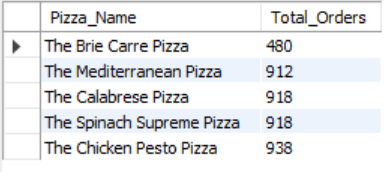 Pizza_Name Total_Orders
The Brie Carre Pizza 480
The Mediterranean Pizza 912
The Calabrese Pizza 918
The Spinach Supreme Pizza 918
The Chicken Pesto Pizza 938